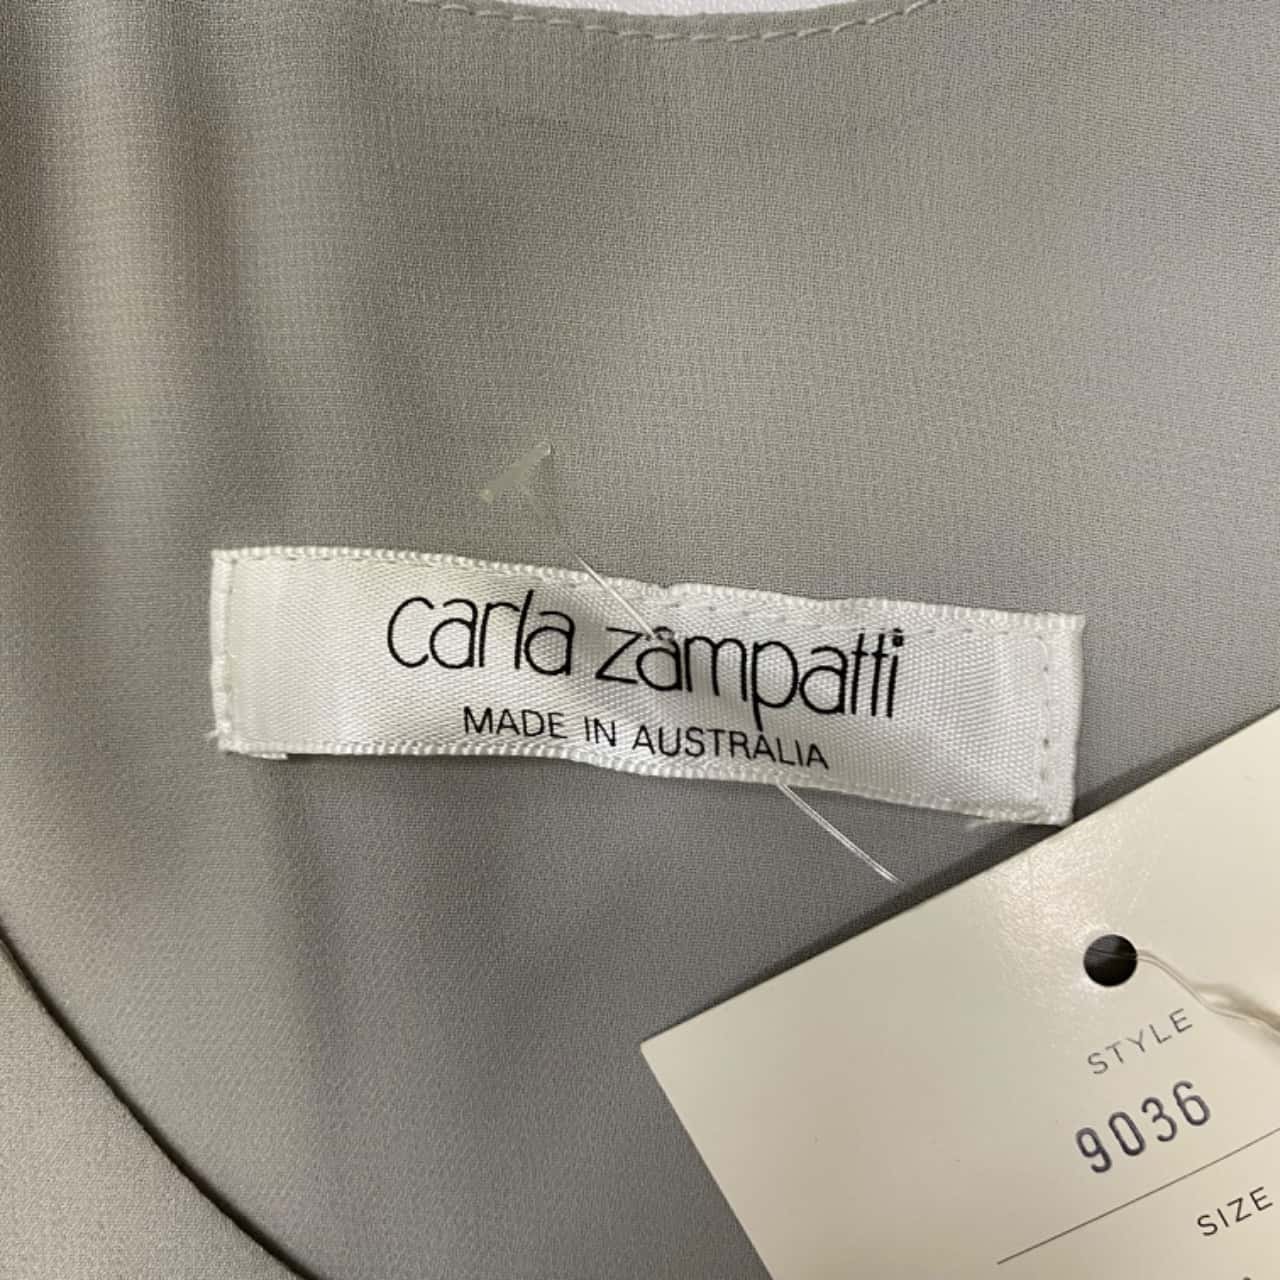 carla zampatti
MADE IN AUSTRALIA
STYLE
9036
SIZE